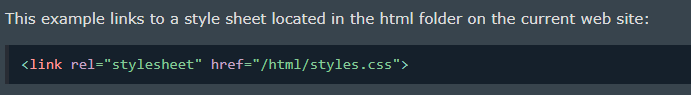 This example links to a style sheet located in the html folder on the current web site:
<link rel="stylesheet" href="/html/styles.css">